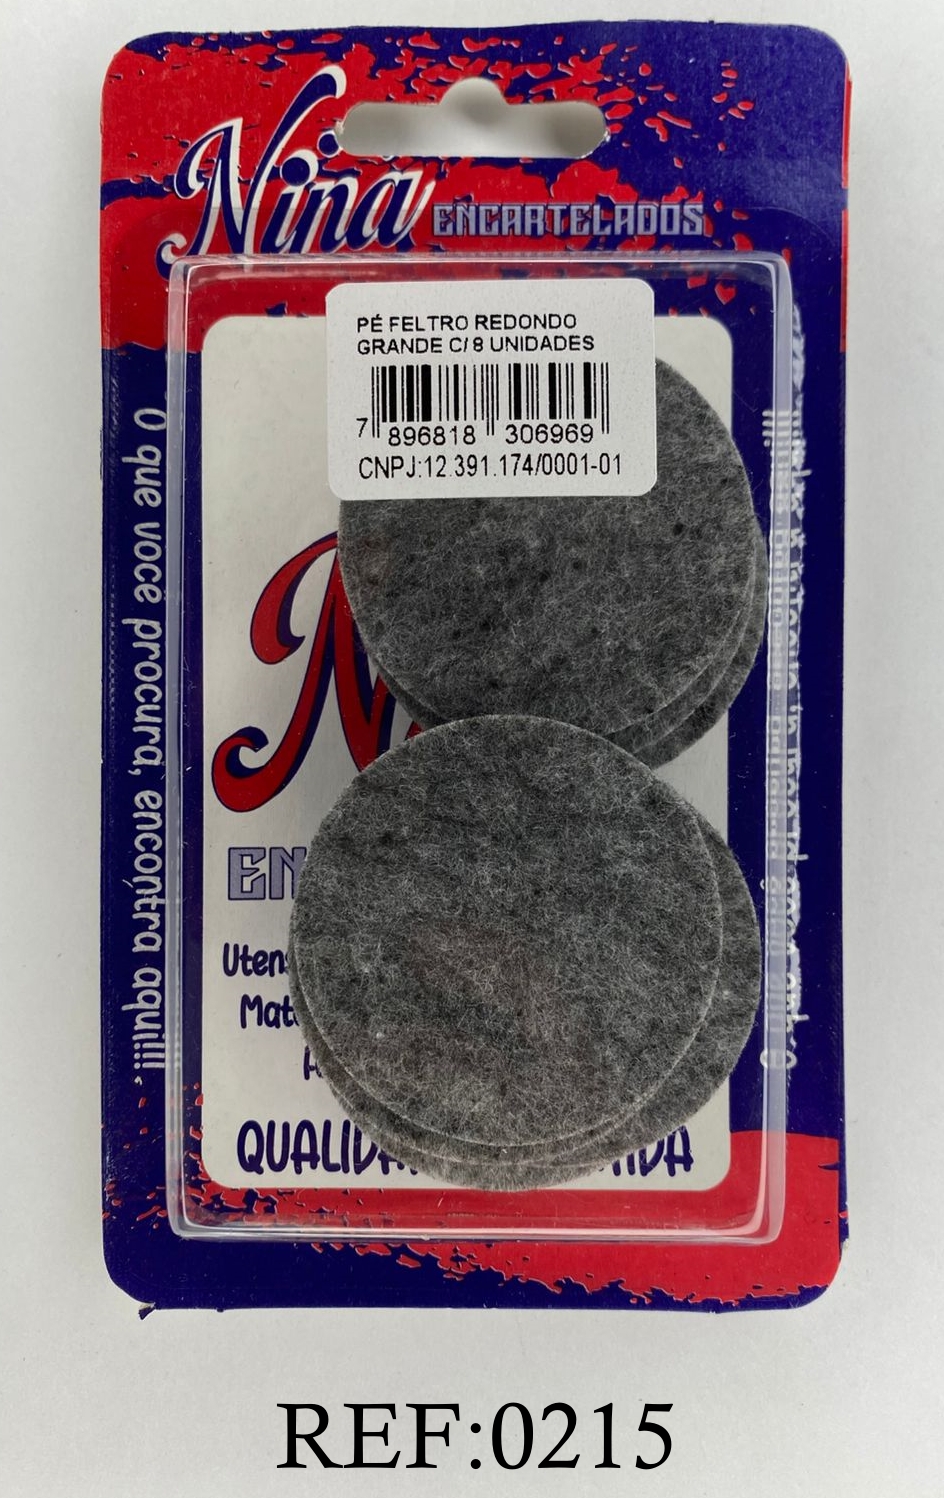 Nina ENCARTELADOS
PÉ FELTRO REDONDO
GRANDE C/ 8 UNIDADES
7 896818 306969
CNPJ:12.391.174/0001-01
O que você procura, encontra aqui!!!
REF:0215